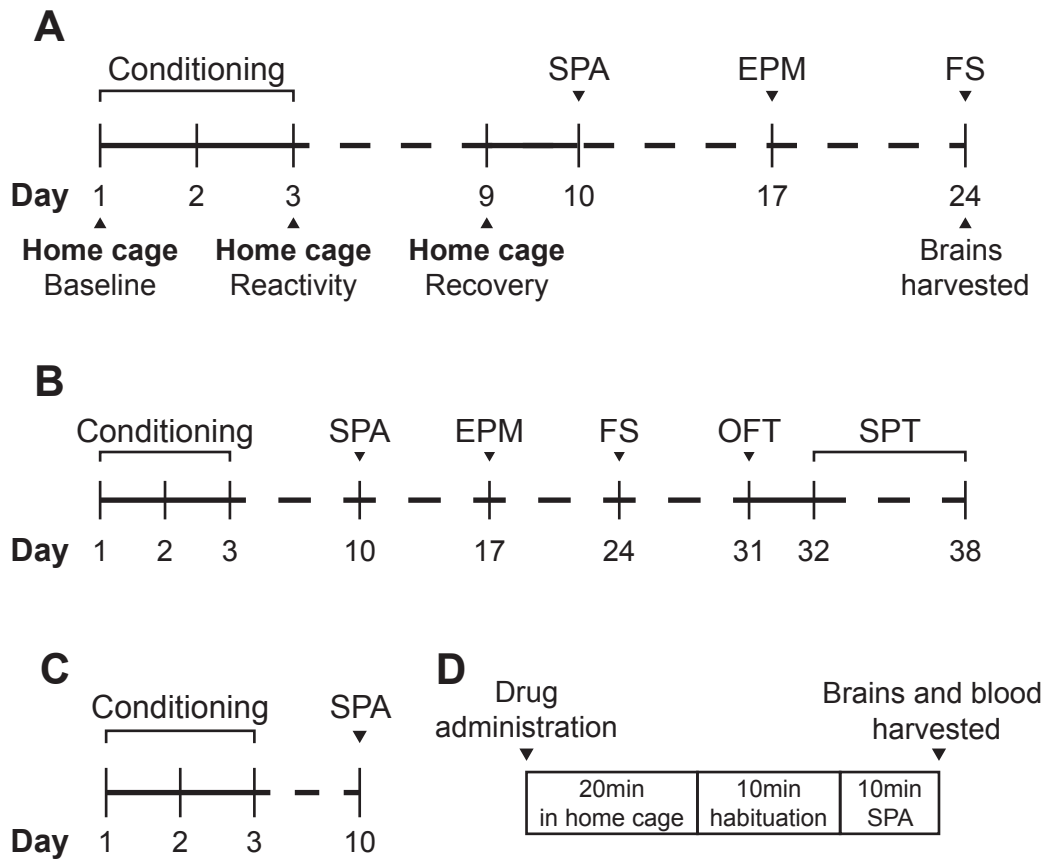 A
Conditioning SPA EPM FS
Day 1 2 3 9 10 17 24
Home cage Home cage Home cage Brains
Baseline Reactivity Recovery harvested
B
Conditioning SPA EPM FS OFT SPT
Day 1 2 3 10 17 24 31 32 38
C
Conditioning SPA
Day 1 2 3 10
D
Drug
administration
Brains and blood
harvested
20min 10min 10min
in home cage habituation SPA